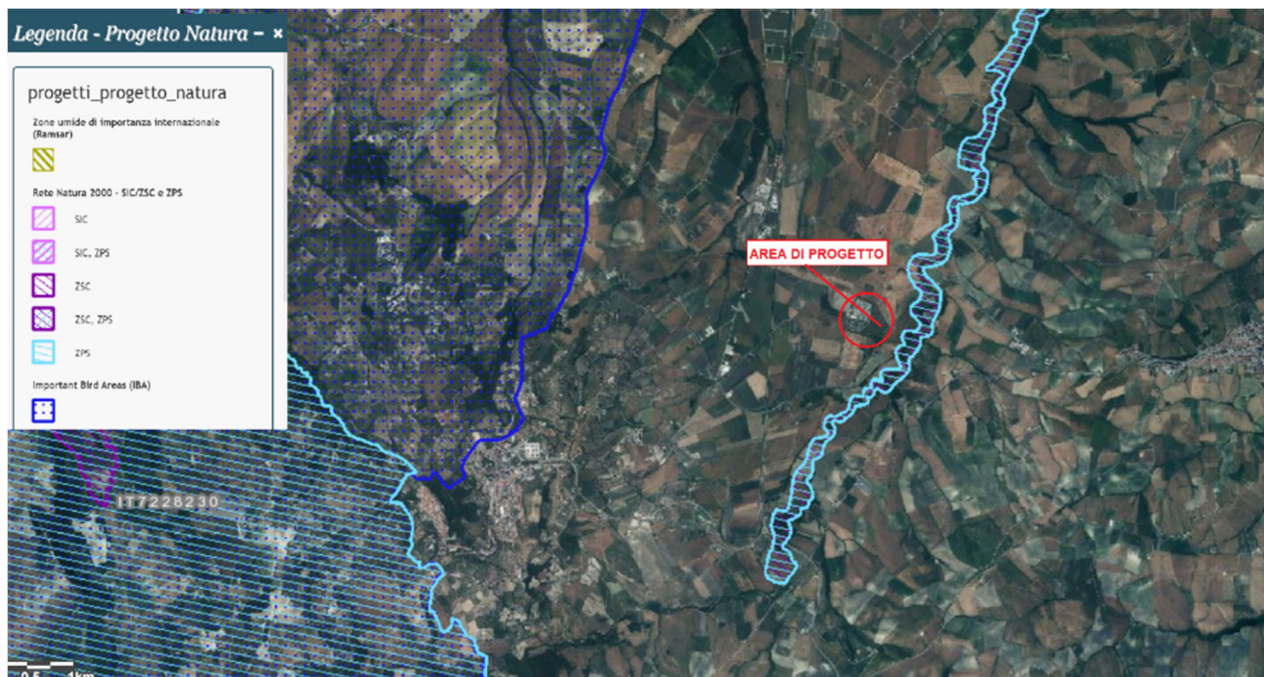 Legenda - Progetto Natura – ×
progetti_progetto_natura
Zone umide di importanza internazionale
(Ramsar)
Rete Natura 2000 - SIC/ZSC e ZPS
SIC
SIC, ZPS
ZSC
ZSC, ZPS
ZPS
Important Bird Areas (IBA)
AREA DI PROGETTO
IT7228230
0.5 1km